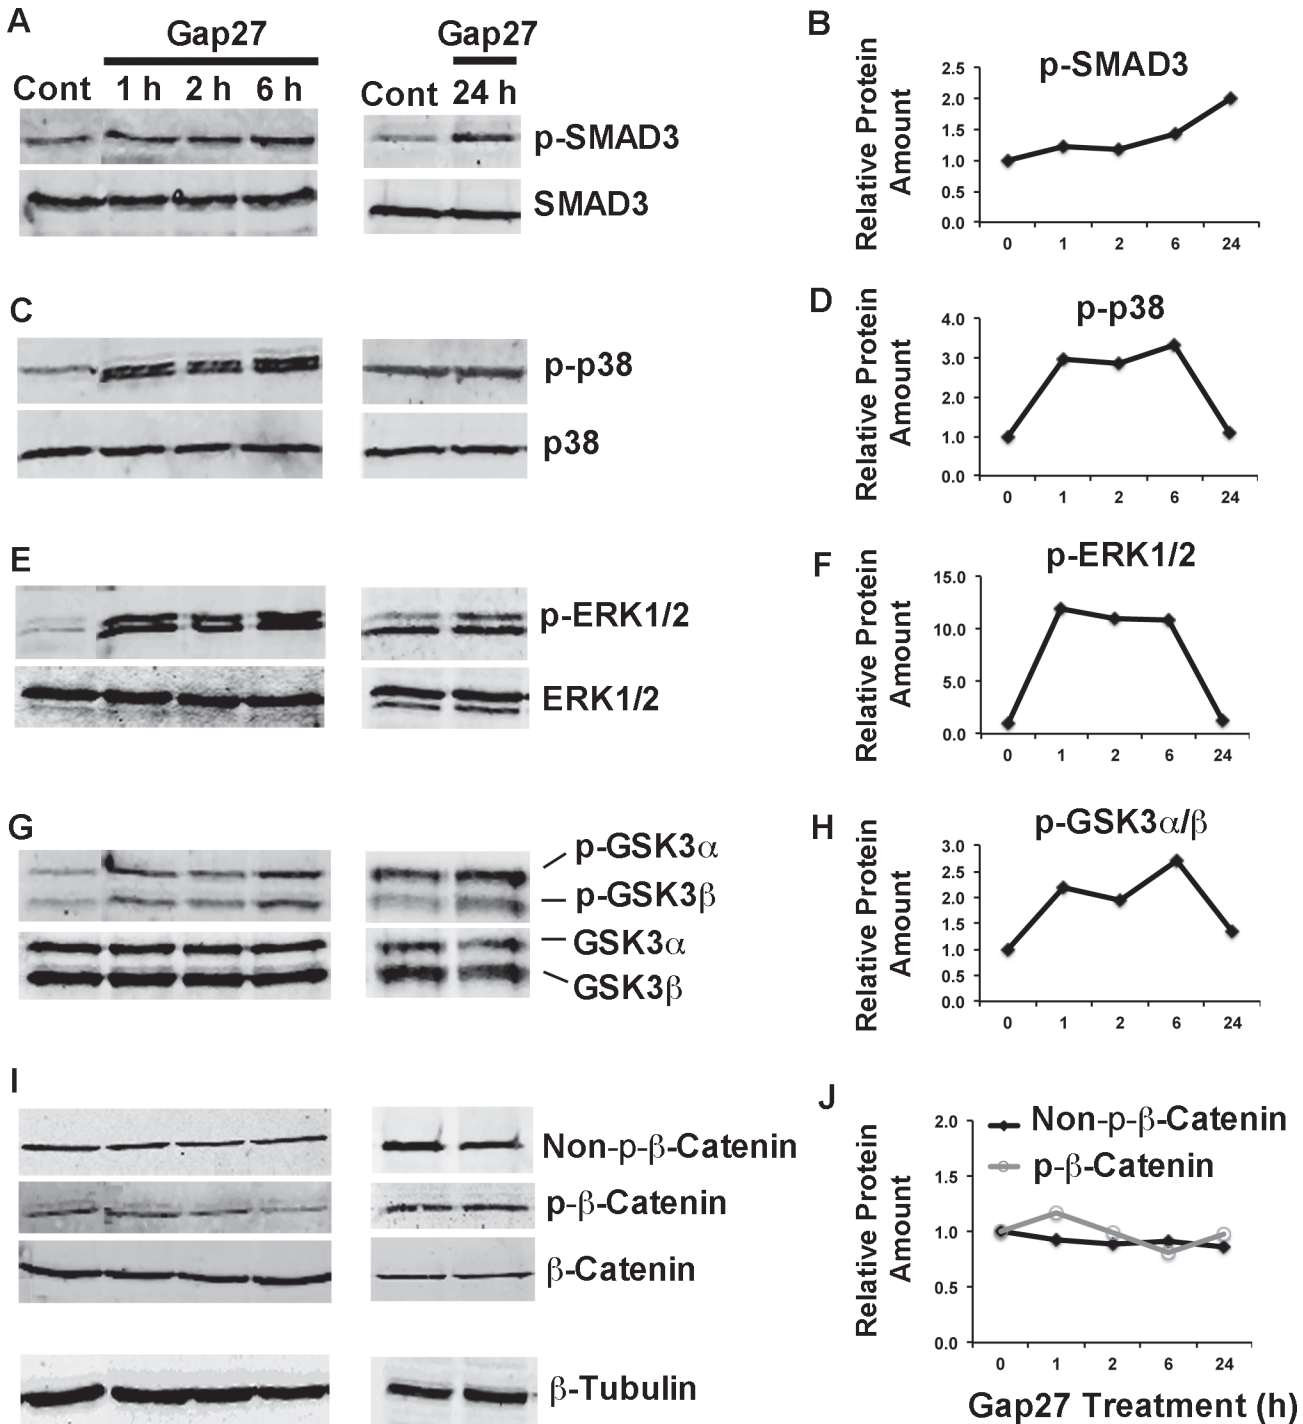 A
Gap27
Gap27
Cont 1 h 2 h 6 h
Cont 24 h
p-SMAD3
SMAD3
B
p-SMAD3
Relative Protein
Amount
2.5
2.0
1.5
1.0
0.5
0.0
0 1 2 6 24
C
p-p38
p38
D
p-p38
Relative Protein
Amount
4.0
3.0
2.0
1.0
0.0
0 1 2 6 24
E
p-ERK1/2
ERK1/2
F
p-ERK1/2
Relative Protein
Amount
15.0
10.0
5.0
0.0
0 1 2 6 24
G
p-GSK3α
p-GSK3β
GSK3α
GSK3β
H
p-GSK3α/β
Relative Protein
Amount
3.0
2.5
2.0
1.5
1.0
0.5
0.0
0 1 2 6 24
I
Non-p-β-Catenin
p-β-Catenin
β-Catenin
β-Tubulin
J
Non-p-β-Catenin
p-β-Catenin
Relative Protein
Amount
2.0
1.5
1.0
0.5
0.0
0 1 2 6 24
Gap27 Treatment (h)